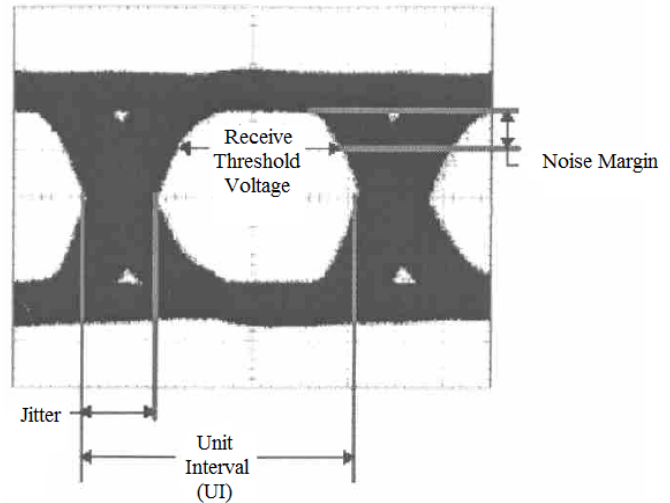 Receive
Threshold
Voltage
Noise Margin
Jitter
Unit
Interval
(UI)